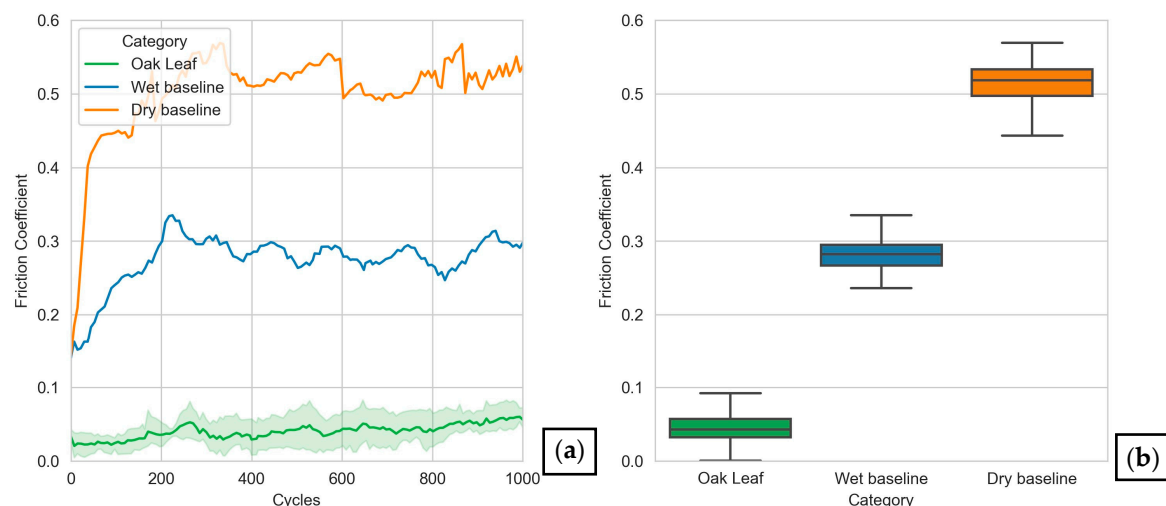 0.6
0.5
0.4
0.3
0.2
0.1
0.0
Friction Coefficient
Category
Oak Leaf
Wet baseline
Dry baseline
0 200 400 600 800 1000
Cycles
(a)
0.6
0.5
0.4
0.3
0.2
0.1
0.0
Friction Coefficient
Oak Leaf Wet baseline Dry baseline
Category
(b)